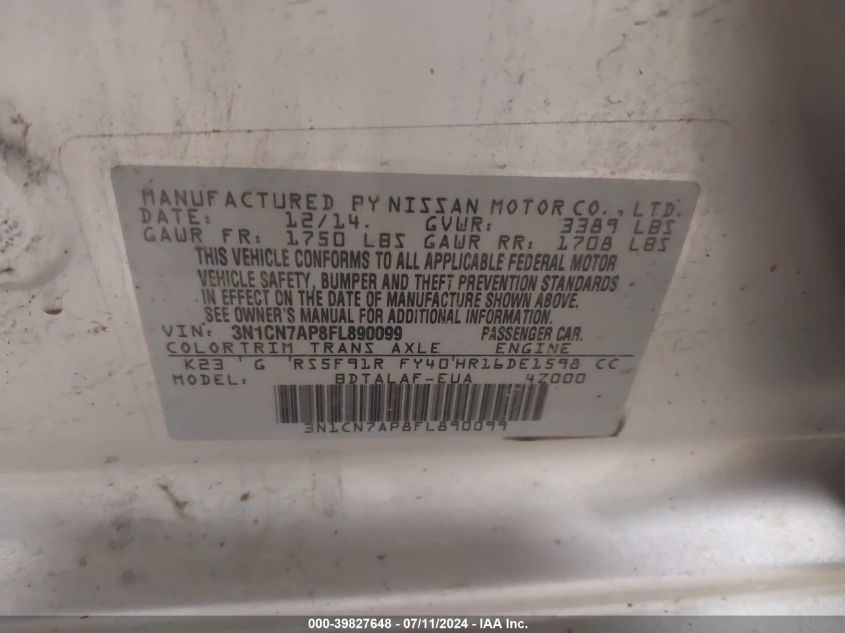 MANUFACTURED BY NISSAN MOTOR CO., LTD.
DATE: 12/14. GVWR: 3389 LBS
GAWR FR: 1750 LBS GAWR RR: 1708 LBS
THIS VEHICLE CONFORMS TO ALL APPLICABLE FEDERAL MOTOR
VEHICLE SAFETY, BUMPER AND THEFT PREVENTION STANDARDS
IN EFFECT ON THE DATE OF MANUFACTURE SHOWN ABOVE.
SEE OWNER'S MANUAL FOR ADDITIONAL INFORMATION.
VIN: 3N1CN7AP8FL890099 PASSENGER CAR.
COLOR TRIM TRANS AXLE ENGINE
K23 G RS5F91R FY40 HR16DE1598 CC
MODEL: BDTALAF-EUA 4Z000
3N1CN7AP8FL890099
000-39827648 - 07/11/2024 - IAA Inc.